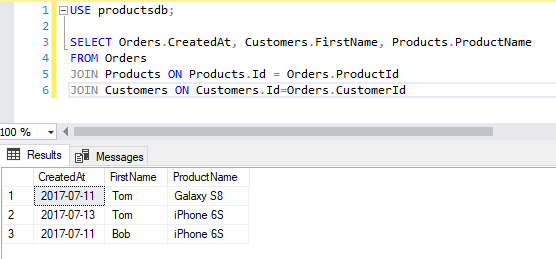 1 USE productsdb;
2
3 SELECT Orders.CreatedAt, Customers.FirstName, Products.ProductName
4 FROM Orders
5 JOIN Products ON Products.Id = Orders.ProductId
6 JOIN Customers ON Customers.Id=Orders.CustomerId
100 %
Results Messages
CreatedAt FirstName ProductName
1 2017-07-11 Tom Galaxy S8
2 2017-07-13 Tom iPhone 6S
3 2017-07-11 Bob iPhone 6S